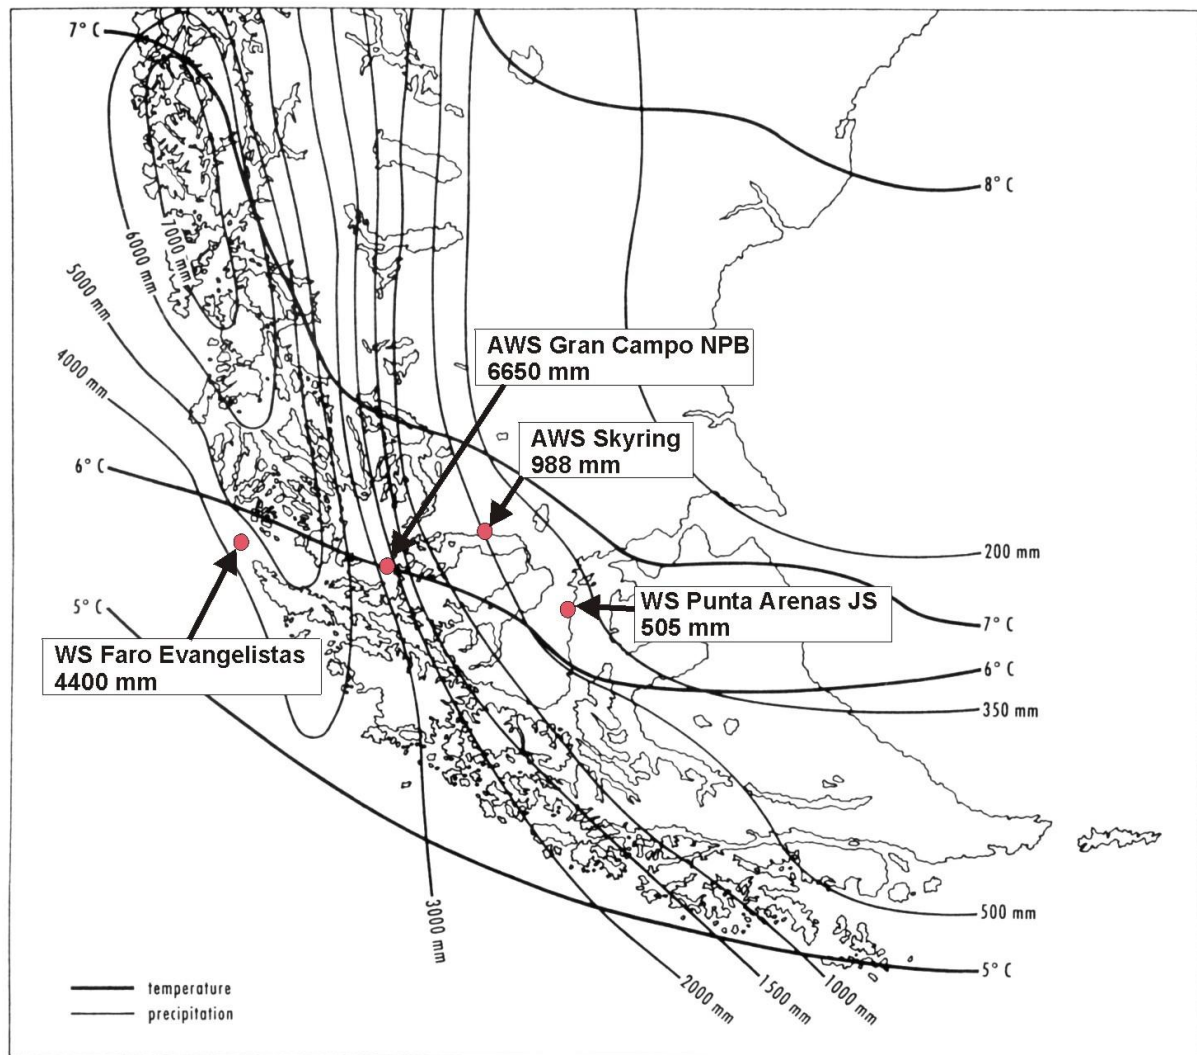 7° C
8° C
7000 mm
6000 mm
5000 mm
4000 mm
AWS Gran Campo NPB
6650 mm
AWS Skyring
988 mm
6° C
200 mm
WS Punta Arenas JS
505 mm
5° C
7° C
WS Faro Evangelistas
4400 mm
6° C
350 mm
3000 mm
500 mm
5° C
2000 mm
1500 mm
1000 mm
temperature
precipitation